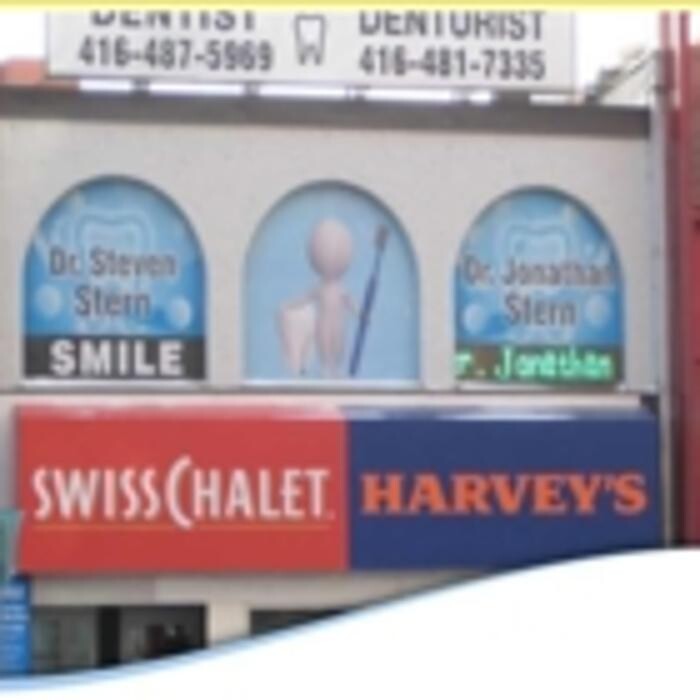 DENTIST
416-487-5969
DENTURIST
416-481-7335
Dr. Steven
Stern
SMILE
Dr. Jonathan
Stern
r. Jonathan
SWISS CHALET
HARVEY'S